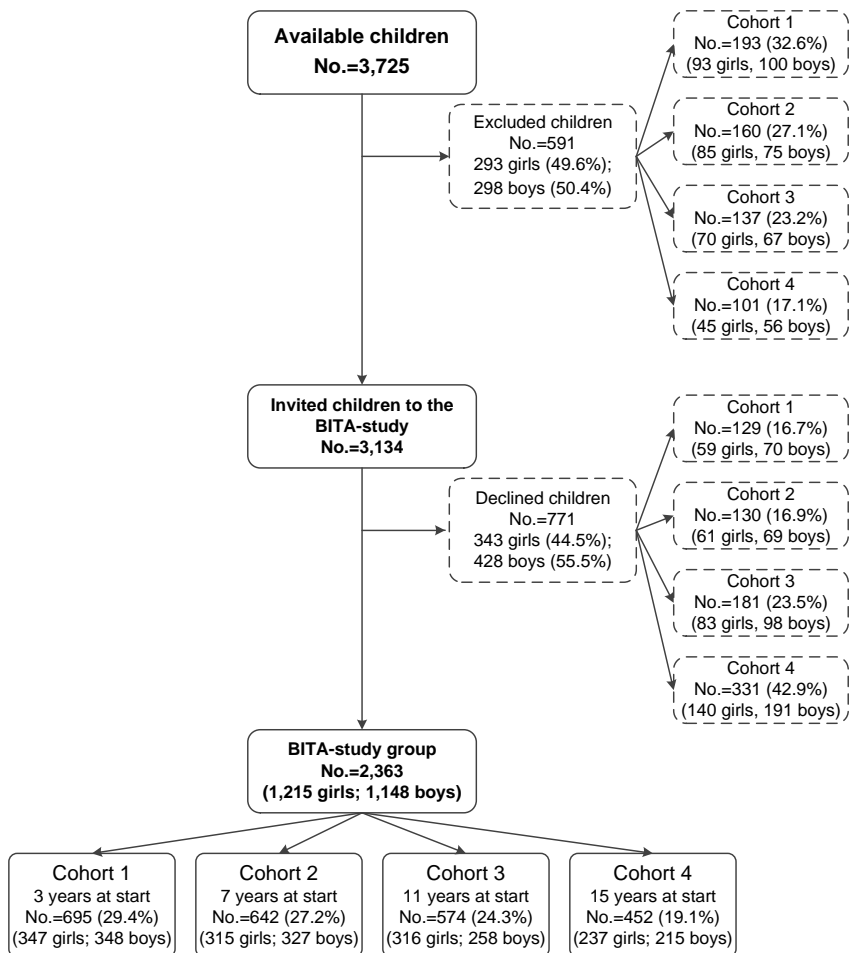 Available children
No.=3,725
Cohort 1
No.=193 (32.6%)
(93 girls, 100 boys)
Excluded children
No.=591
293 girls (49.6%);
298 boys (50.4%)
Cohort 2
No.=160 (27.1%)
(85 girls, 75 boys)
Cohort 3
No.=137 (23.2%)
(70 girls, 67 boys)
Cohort 4
No.=101 (17.1%)
(45 girls, 56 boys)
Invited children to the
BITA-study
No.=3,134
Cohort 1
No.=129 (16.7%)
(59 girls, 70 boys)
Declined children
No.=771
343 girls (44.5%);
428 boys (55.5%)
Cohort 2
No.=130 (16.9%)
(61 girls, 69 boys)
Cohort 3
No.=181 (23.5%)
(83 girls, 98 boys)
Cohort 4
No.=331 (42.9%)
(140 girls, 191 boys)
BITA-study group
No.=2,363
(1,215 girls; 1,148 boys)
Cohort 1
3 years at start
No.=695 (29.4%)
(347 girls; 348 boys)
Cohort 2
7 years at start
No.=642 (27.2%)
(315 girls; 327 boys)
Cohort 3
11 years at start
No.=574 (24.3%)
(316 girls; 258 boys)
Cohort 4
15 years at start
No.=452 (19.1%)
(237 girls; 215 boys)